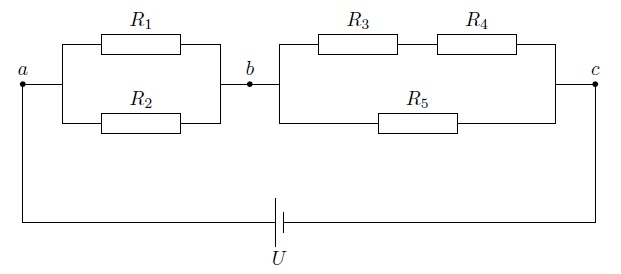 R₁ R₃ R₄
a b c
R₂ R₅
U